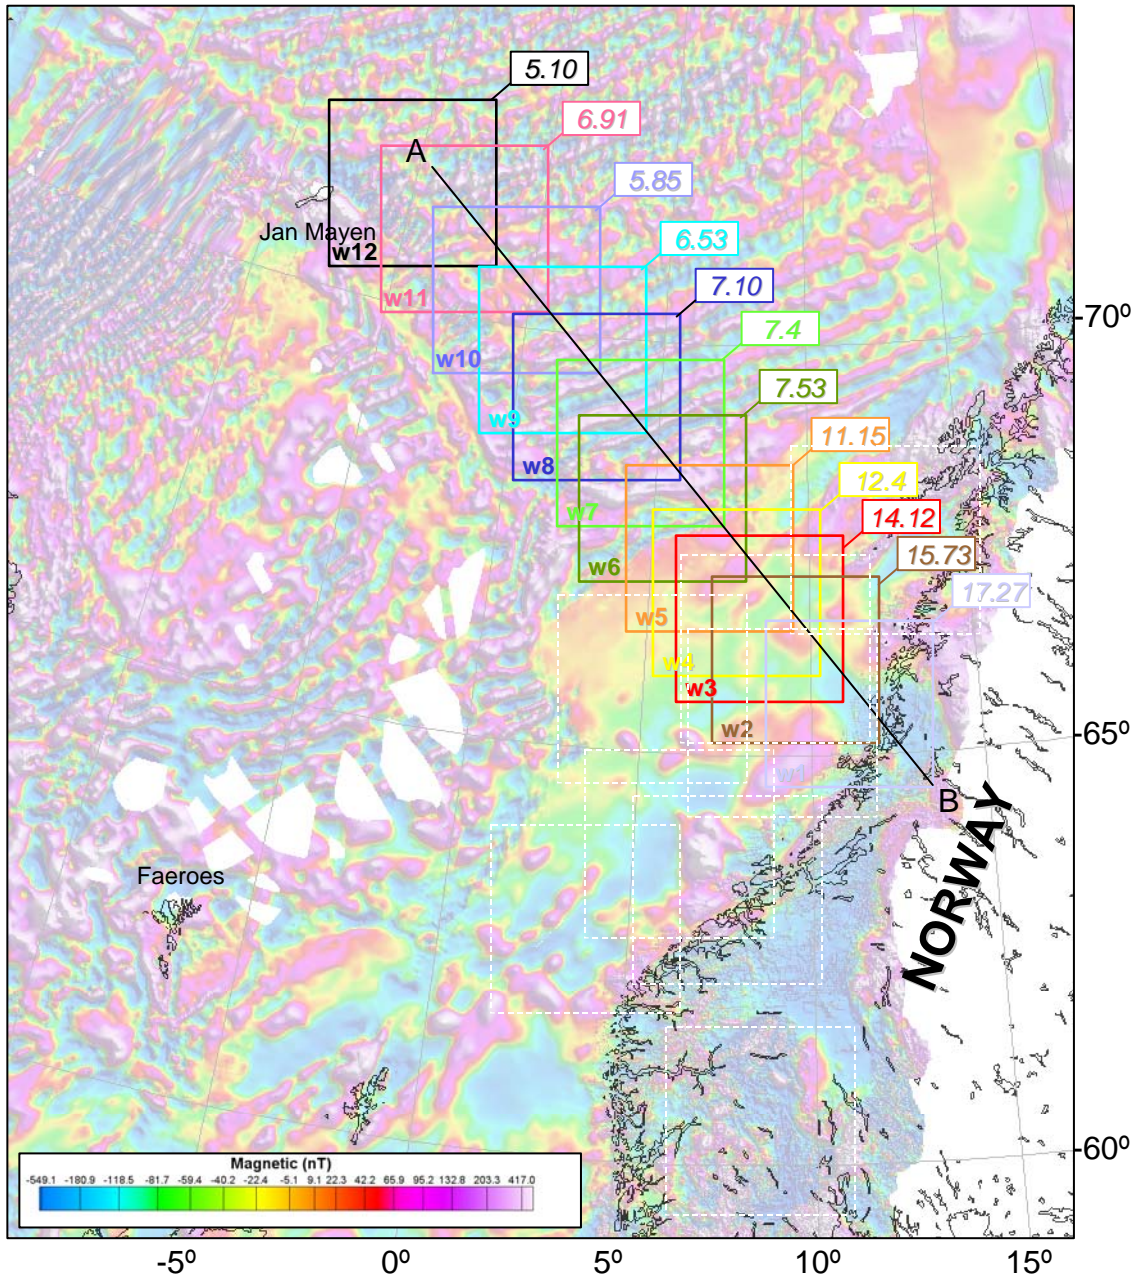 5.10
6.91
A
5.85
Jan Mayen
w12
6.53
w11
7.10
70º
7.4
w10
7.53
w9
11.15
w8
12.4
w7
14.12
w6
15.73
17.27
w5
w4
w3
w2
65º
w1
B
NORWAY
Faeroes
60º
Magnetic (nT)
-549.1 -180.9 -118.5 -81.7 -59.4 -40.2 -22.4 -5.1 9.1 22.3 42.2 65.9 95.2 132.8 203.3 417.0
-5º 0º 5º 10º 15º